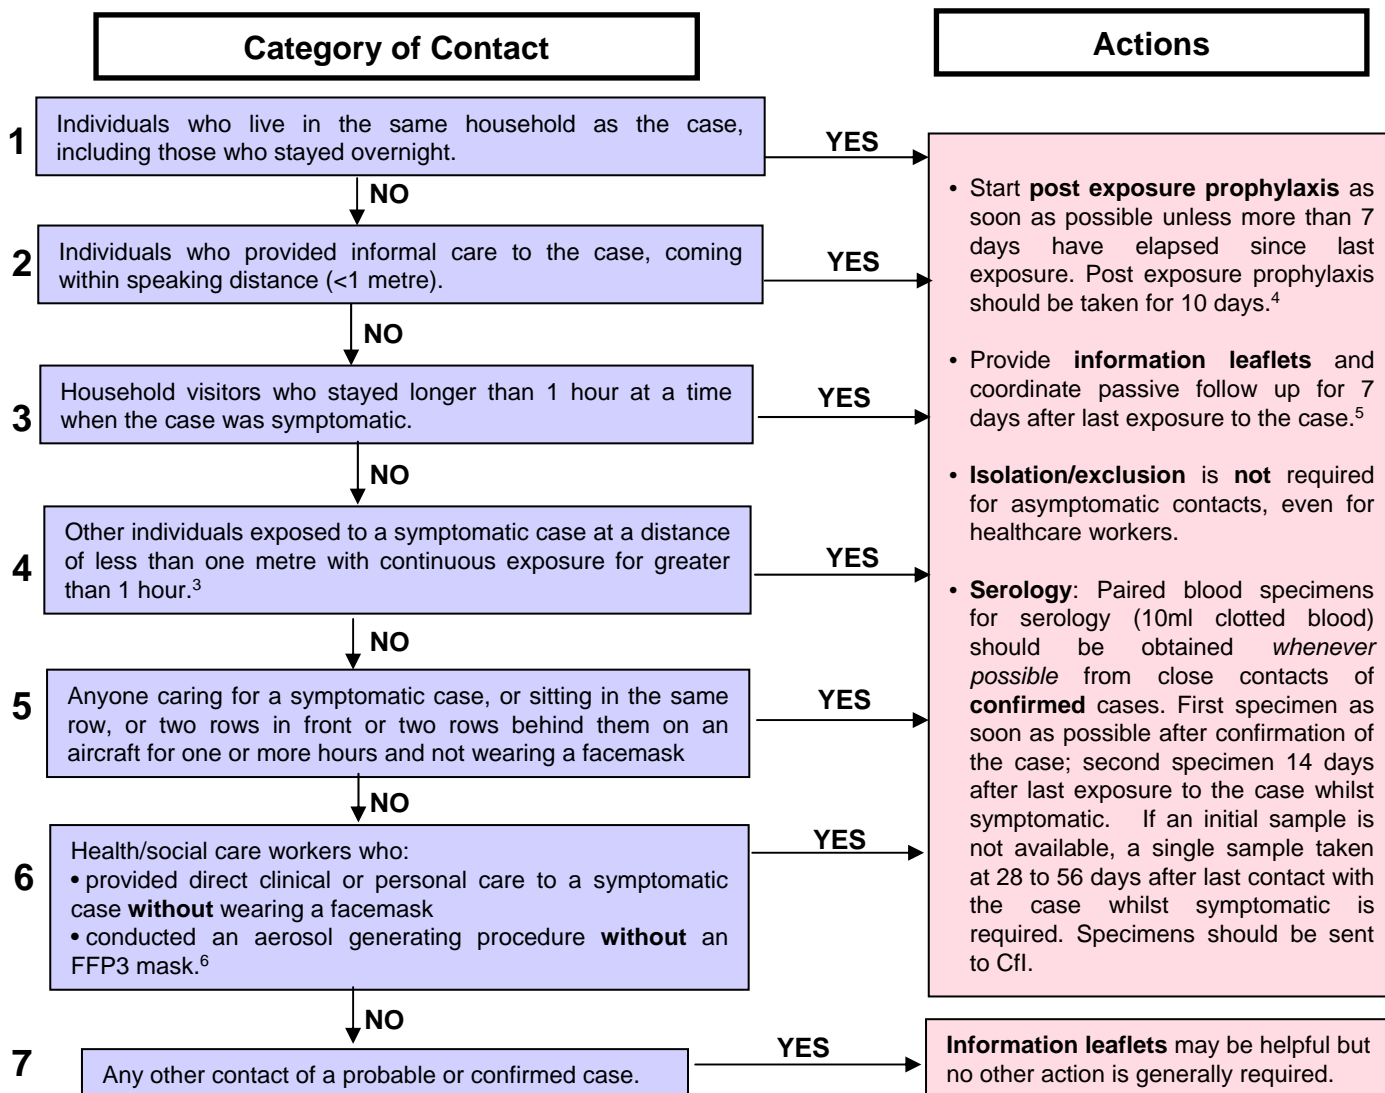 Category of Contact
Actions
1
Individuals who live in the same household as the case,
including those who stayed overnight.
YES
NO
2
Individuals who provided informal care to the case, coming
within speaking distance (<1 metre).
YES
NO
3
Household visitors who stayed longer than 1 hour at a time
when the case was symptomatic.
YES
NO
4
Other individuals exposed to a symptomatic case at a distance
of less than one metre with continuous exposure for greater
than 1 hour.³
YES
NO
5
Anyone caring for a symptomatic case, or sitting in the same
row, or two rows in front or two rows behind them on an
aircraft for one or more hours and not wearing a facemask
YES
NO
6
Health/social care workers who:
• provided direct clinical or personal care to a symptomatic
case without wearing a facemask
• conducted an aerosol generating procedure without an
FFP3 mask.⁶
YES
NO
7
Any other contact of a probable or confirmed case.
YES
• Start post exposure prophylaxis as
soon as possible unless more than 7
days have elapsed since last
exposure. Post exposure prophylaxis
should be taken for 10 days.⁴
• Provide information leaflets and
coordinate passive follow up for 7
days after last exposure to the case.⁵
• Isolation/exclusion is not required
for asymptomatic contacts, even for
healthcare workers.
• Serology: Paired blood specimens
for serology (10ml clotted blood)
should be obtained whenever
possible from close contacts of
confirmed cases. First specimen as
soon as possible after confirmation of
the case; second specimen 14 days
after last exposure to the case whilst
symptomatic. If an initial sample is
not available, a single sample taken
at 28 to 56 days after last contact with
the case whilst symptomatic is
required. Specimens should be sent
to CfI.
Information leaflets may be helpful but
no other action is generally required.